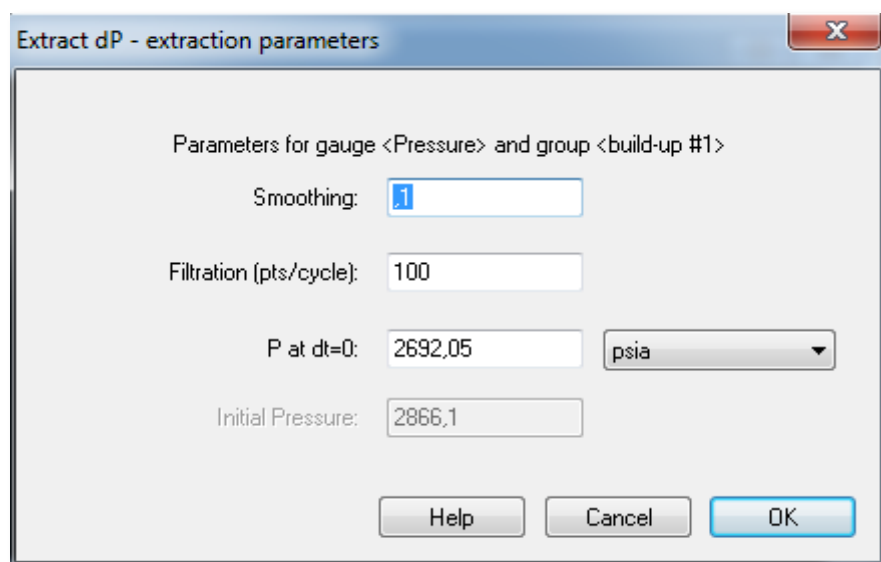 Extract dP - extraction parameters
Parameters for gauge <Pressure> and group <build-up #1>
Smoothing: ,1
Filtration (pts/cycle): 100
P at dt=0: 2692,05 psia
Initial Pressure: 2866,1
Help Cancel OK